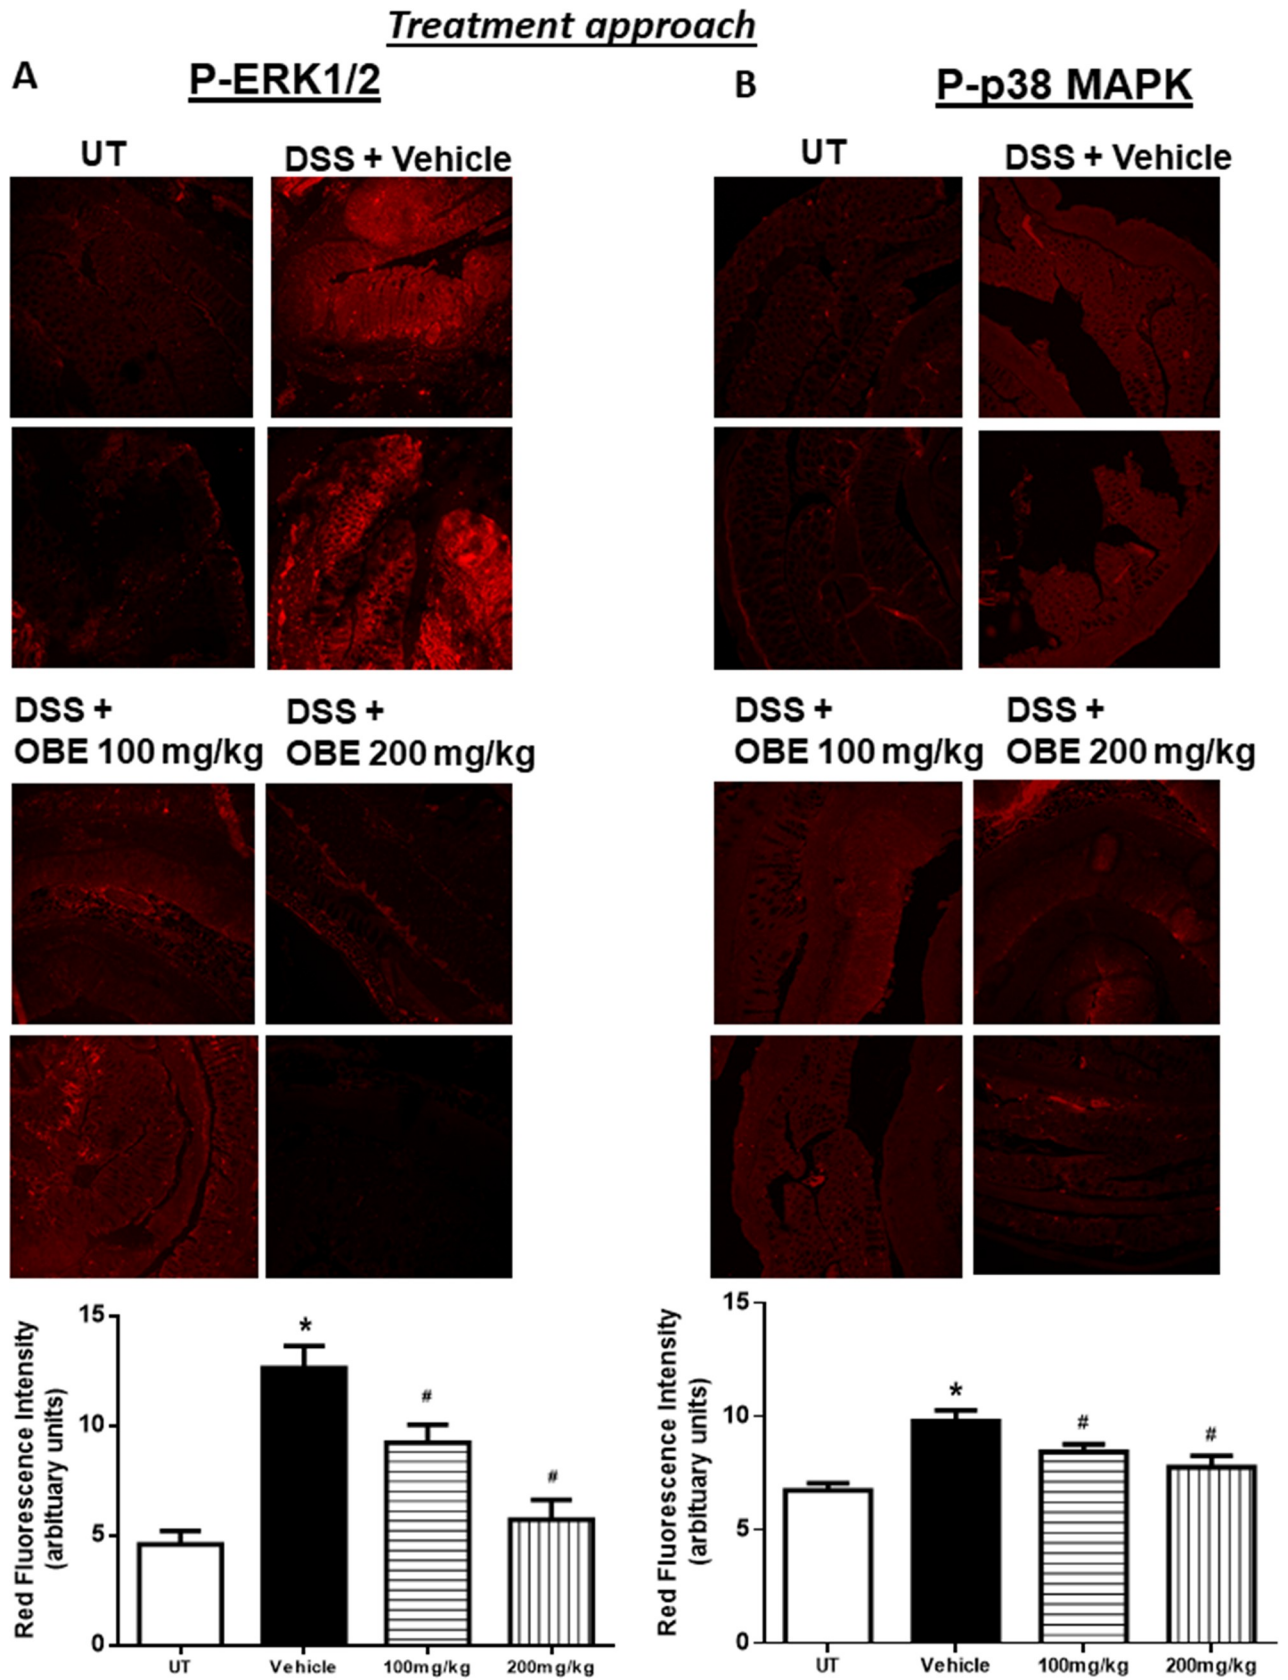 Treatment approach
A
P-ERK1/2
B
P-p38 MAPK
UT
DSS + Vehicle
UT
DSS + Vehicle
DSS +
OBE 100 mg/kg
DSS +
OBE 200 mg/kg
DSS +
OBE 100 mg/kg
DSS +
OBE 200 mg/kg
Red Fluorescence Intensity
(arbituary units)
15
10
5
0
*
#
#
UT
Vehicle
100mg/kg
200mg/kg
Red Fluorescence Intensity
(arbituary units)
15
10
5
0
*
#
#
UT
Vehicle
100mg/kg
200mg/kg